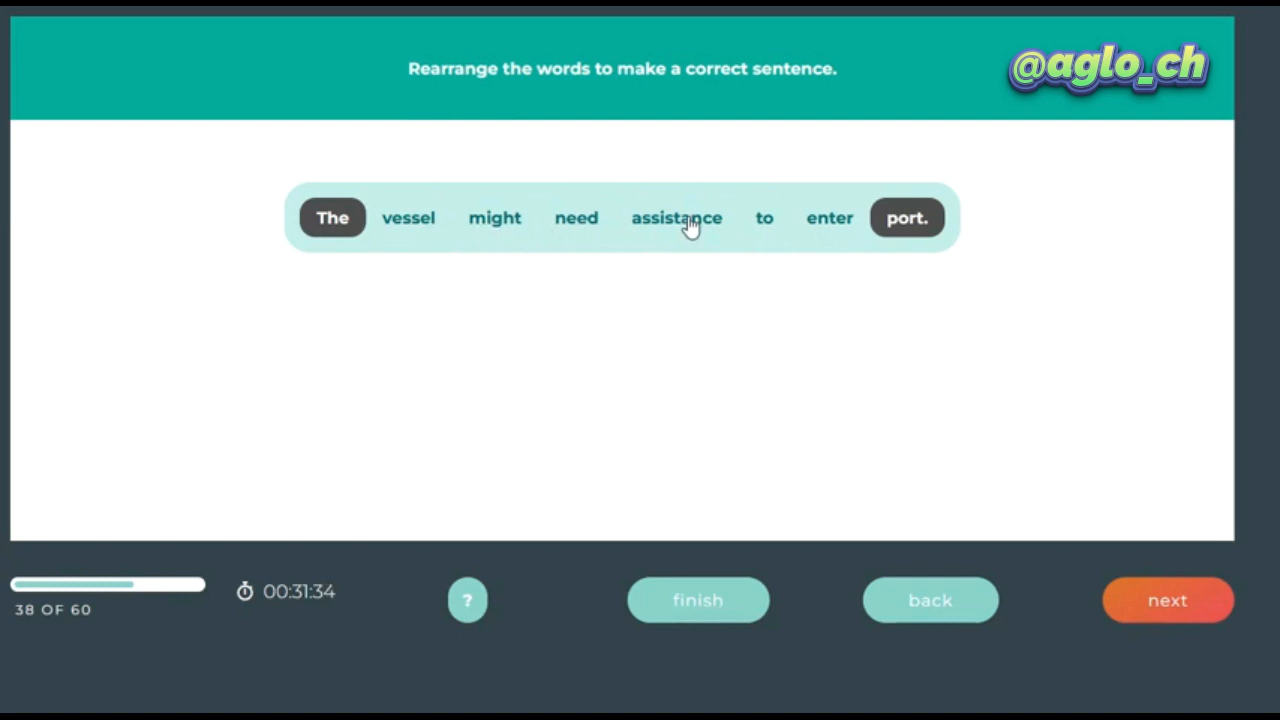 Rearrange the words to make a correct sentence.
@aglo_ch
The vessel might need assistance to enter port.
38 OF 60
00:31:34
?
finish
back
next